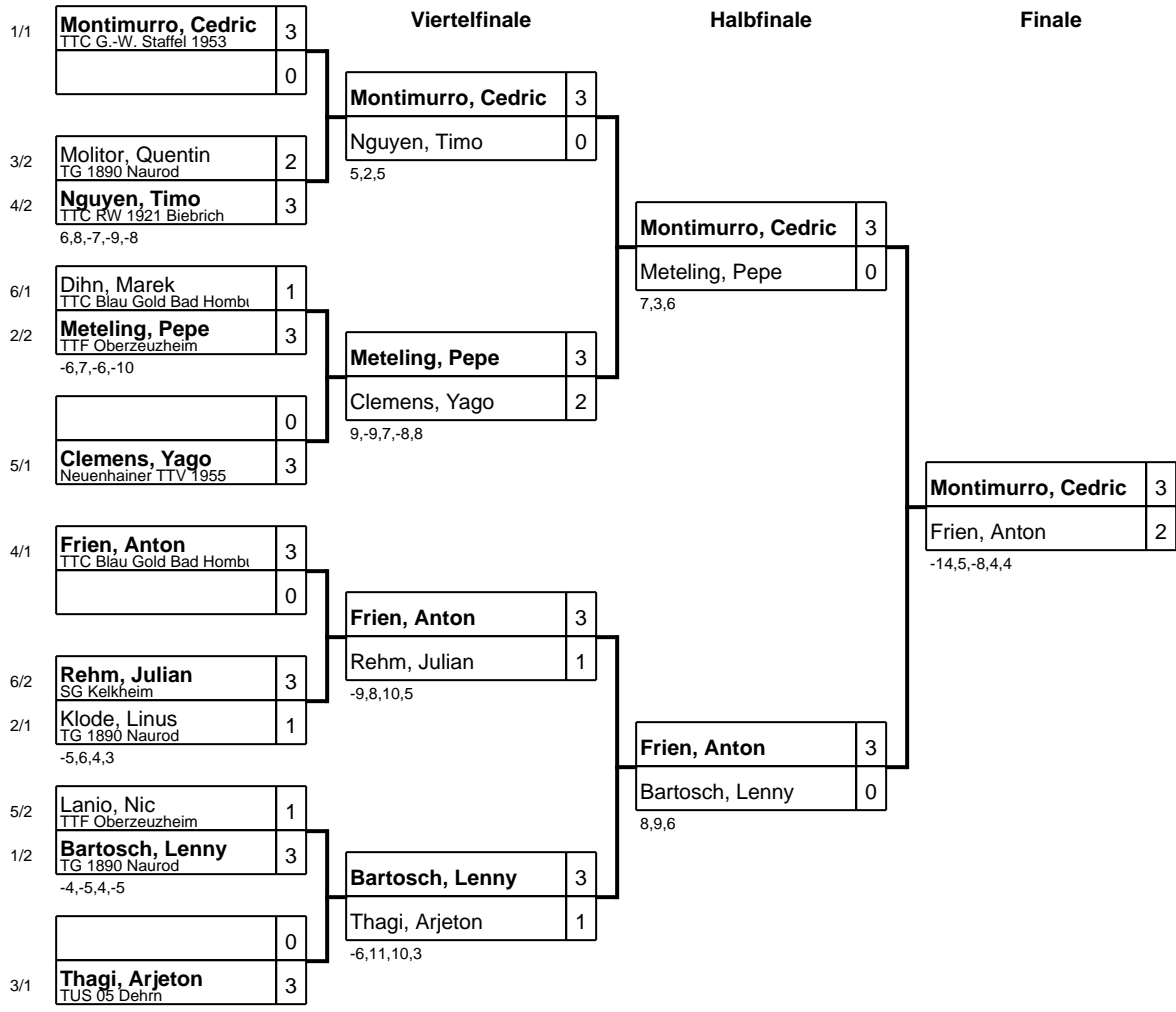 Viertelfinale
Halbfinale
Finale
1/1
Montimurro, Cedric 3
TTC G.-W. Staffel 1953
0
3/2
Molitor, Quentin 2
TG 1890 Naurod
4/2
Nguyen, Timo 3
TTC RW 1921 Biebrich
6,8,-7,-9,-8
6/1
Dihn, Marek 1
TTC Blau Gold Bad Hombu
2/2
Meteling, Pepe 3
TTF Oberzeuzheim
-6,7,-6,-10
0
5/1
Clemens, Yago 3
Neuenhainer TTV 1955
4/1
Frien, Anton 3
TTC Blau Gold Bad Hombu
0
6/2
Rehm, Julian 3
SG Kelkheim
2/1
Klode, Linus 1
TG 1890 Naurod
-5,6,4,3
5/2
Lanio, Nic 1
TTF Oberzeuzheim
1/2
Bartosch, Lenny 3
TG 1890 Naurod
-4,-5,4,-5
0
3/1
Thagi, Arjeton 3
TUS 05 Dehrn
Montimurro, Cedric 3
Nguyen, Timo 0
5,2,5
Meteling, Pepe 3
Clemens, Yago 2
9,-9,7,-8,8
Frien, Anton 3
Rehm, Julian 1
-9,8,10,5
Bartosch, Lenny 3
Thagi, Arjeton 1
-6,11,10,3
Montimurro, Cedric 3
Meteling, Pepe 0
7,3,6
Frien, Anton 3
Bartosch, Lenny 0
8,9,6
Montimurro, Cedric 3
Frien, Anton 2
-14,5,-8,4,4